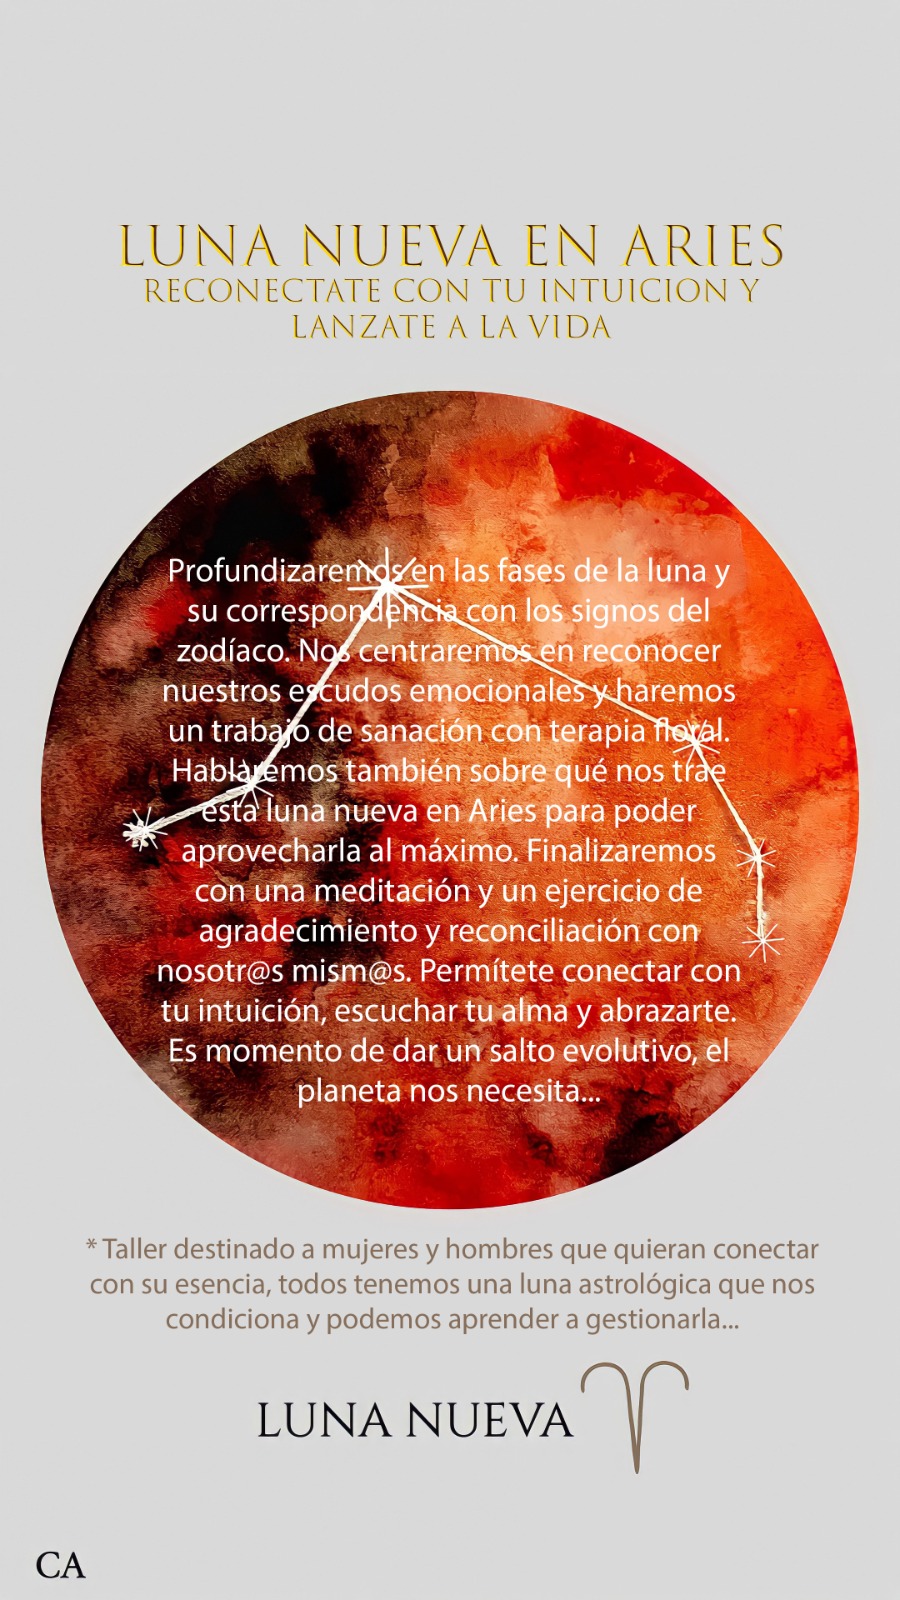 LUNA NUEVA EN ARIES
RECONECTATE CON TU INTUICION Y
LANZATE A LA VIDA
Profundizaremos en las fases de la luna y
su correspondencia con los signos del
zodíaco. Nos centraremos en reconocer
nuestros escudos emocionales y haremos
un trabajo de sanación con terapia floral.
Hablaremos también sobre qué nos trae
esta luna nueva en Aries para poder
aprovecharla al máximo. Finalizaremos
con una meditación y un ejercicio de
agradecimiento y reconciliación con
nosotr@s mism@s. Permítete conectar con
tu intuición, escuchar tu alma y abrazarte.
Es momento de dar un salto evolutivo, el
planeta nos necesita...
* Taller destinado a mujeres y hombres que quieran conectar
con su esencia, todos tenemos una luna astrológica que nos
condiciona y podemos aprender a gestionarla...
LUNA NUEVA
CA